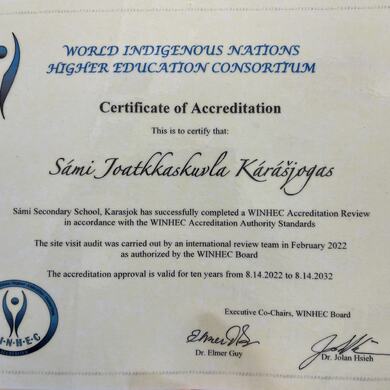 WORLD INDIGENOUS NATIONS
HIGHER EDUCATION CONSORTIUM
Certificate of Accreditation
This is to certify that:
Sámi Joatkkaskuvla Kárášjogas
Sámi Secondary School, Karasjok has successfully completed a WINHEC Accreditation Review
in accordance with the WINHEC Accreditation Authority Standards
The site visit audit was carried out by an international review team in February 2022
as authorized by the WINHEC Board
The accreditation approval is valid for ten years from 8.14.2022 to 8.14.2032
Executive Co-Chairs, WINHEC Board
Dr. Elmer Guy
Dr. Jolan Hsieh
W·I·N·H·E·C